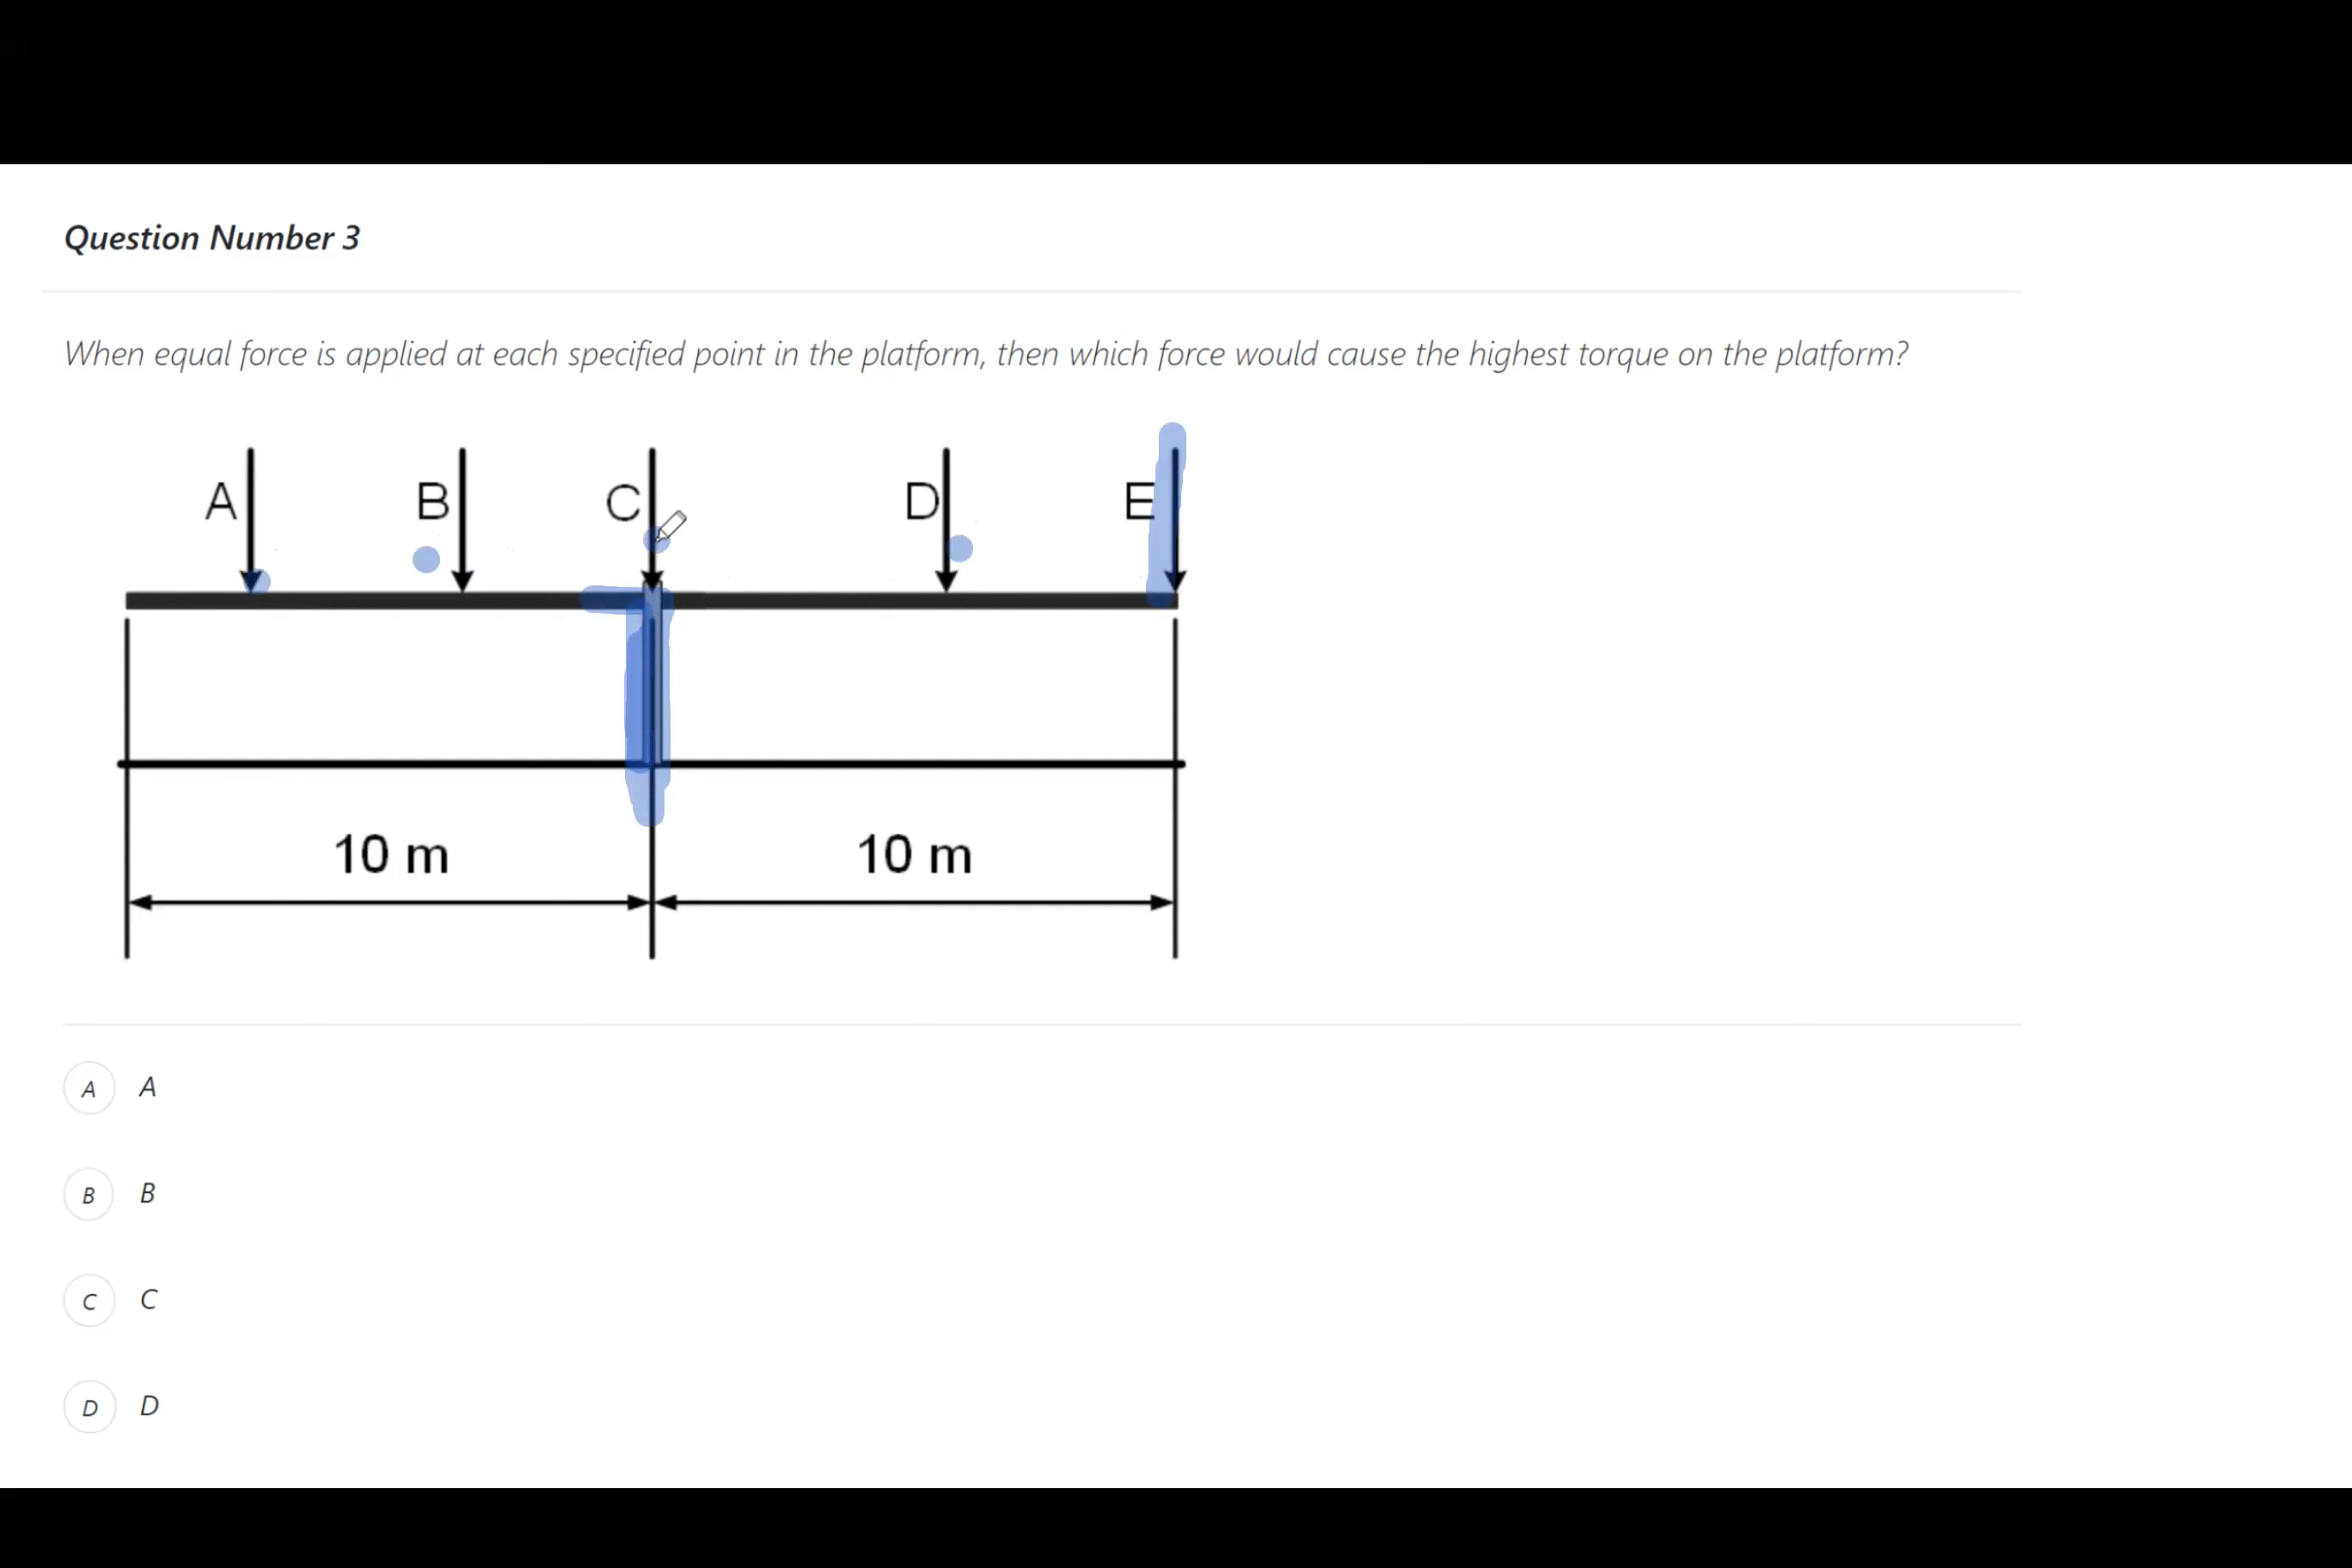 Question Number 3
When equal force is applied at each specified point in the platform, then which force would cause the highest torque on the platform?
A B C D E
10 m 10 m
A A
B B
C C
D D